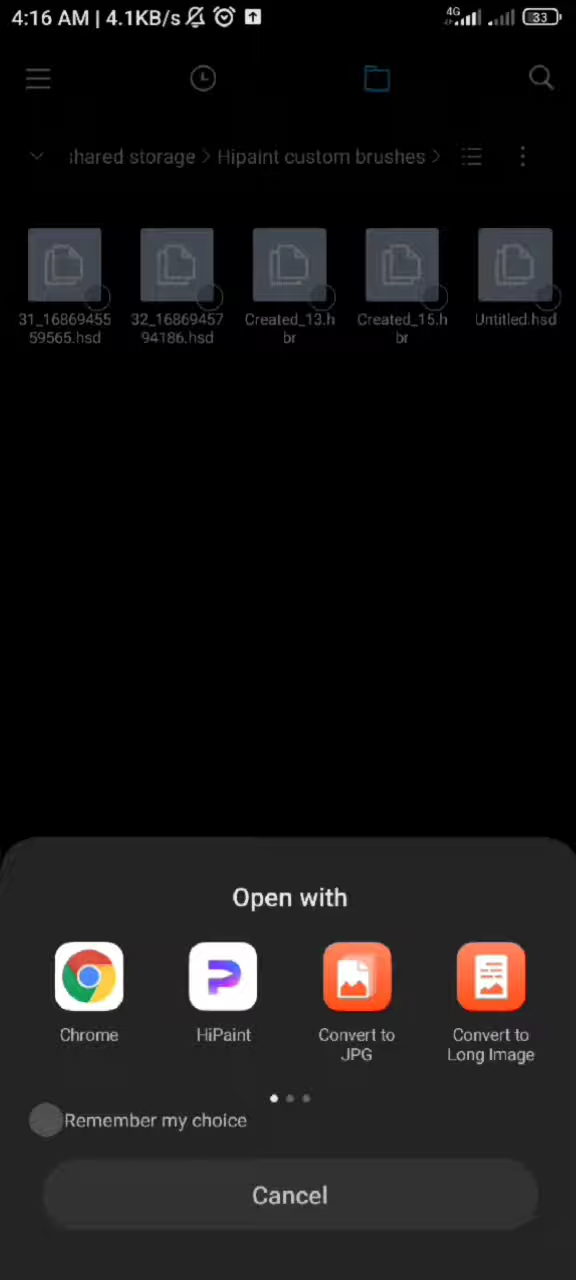 4:16 AM | 4.1KB/s 4G 33
shared storage > Hipaint custom brushes >
31_16869455 32_16869457 Created_13.h Created_15.h Untitled.hsd
59565.hsd 94186.hsd br br
Open with
Chrome HiPaint Convert to Convert to
JPG Long Image
Remember my choice
Cancel